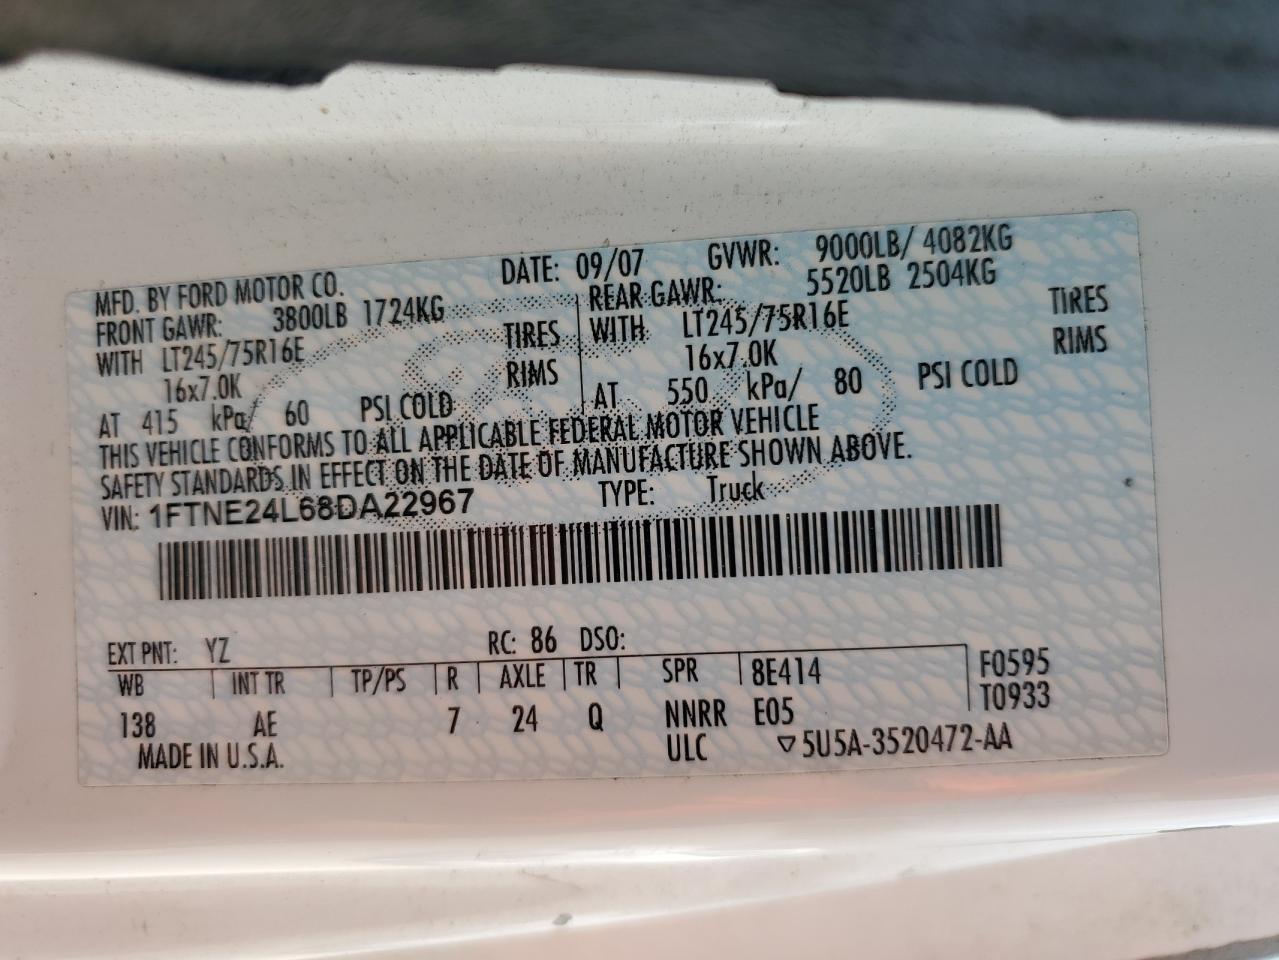 MFD. BY FORD MOTOR CO. DATE: 09/07 GVWR: 9000LB/ 4082KG
FRONT GAWR: 3800LB 1724KG REAR GAWR: 5520LB 2504KG
WITH LT245/75R16E TIRES WITH LT245/75R16E TIRES
16x7.0K RIMS 16x7.0K RIMS
AT 415 kPa/ 60 PSI COLD AT 550 kPa/ 80 PSI COLD
THIS VEHICLE CONFORMS TO ALL APPLICABLE FEDERAL MOTOR VEHICLE
SAFETY STANDARDS IN EFFECT ON THE DATE OF MANUFACTURE SHOWN ABOVE.
VIN: 1FTNE24L68DA22967 TYPE: Truck
EXT PNT: YZ RC: 86 DSO:
WB INT TR TP/PS R AXLE TR SPR 8E414 F0595
138 AE 7 24 Q NNRR E05 T0933
MADE IN U.S.A. ULC ▽5U5A-3520472-AA